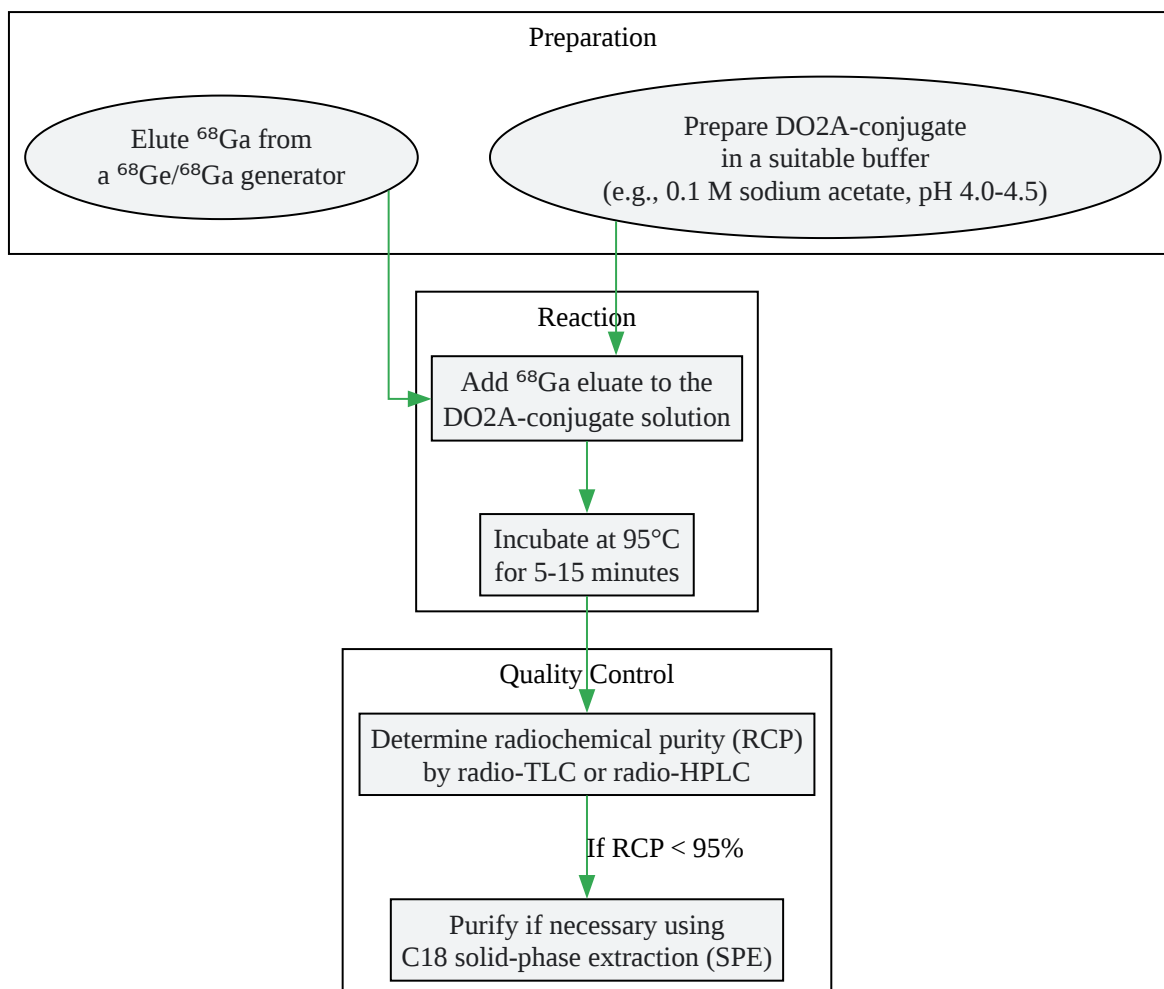 Preparation
Elute ⁶⁸Ga from
a ⁶⁸Ge/⁶⁸Ga generator
Prepare DO2A-conjugate
in a suitable buffer
(e.g., 0.1 M sodium acetate, pH 4.0-4.5)
Reaction
Add ⁶⁸Ga eluate to the
DO2A-conjugate solution
Incubate at 95°C
for 5-15 minutes
Quality Control
Determine radiochemical purity (RCP)
by radio-TLC or radio-HPLC
If RCP < 95%
Purify if necessary using
C18 solid-phase extraction (SPE)